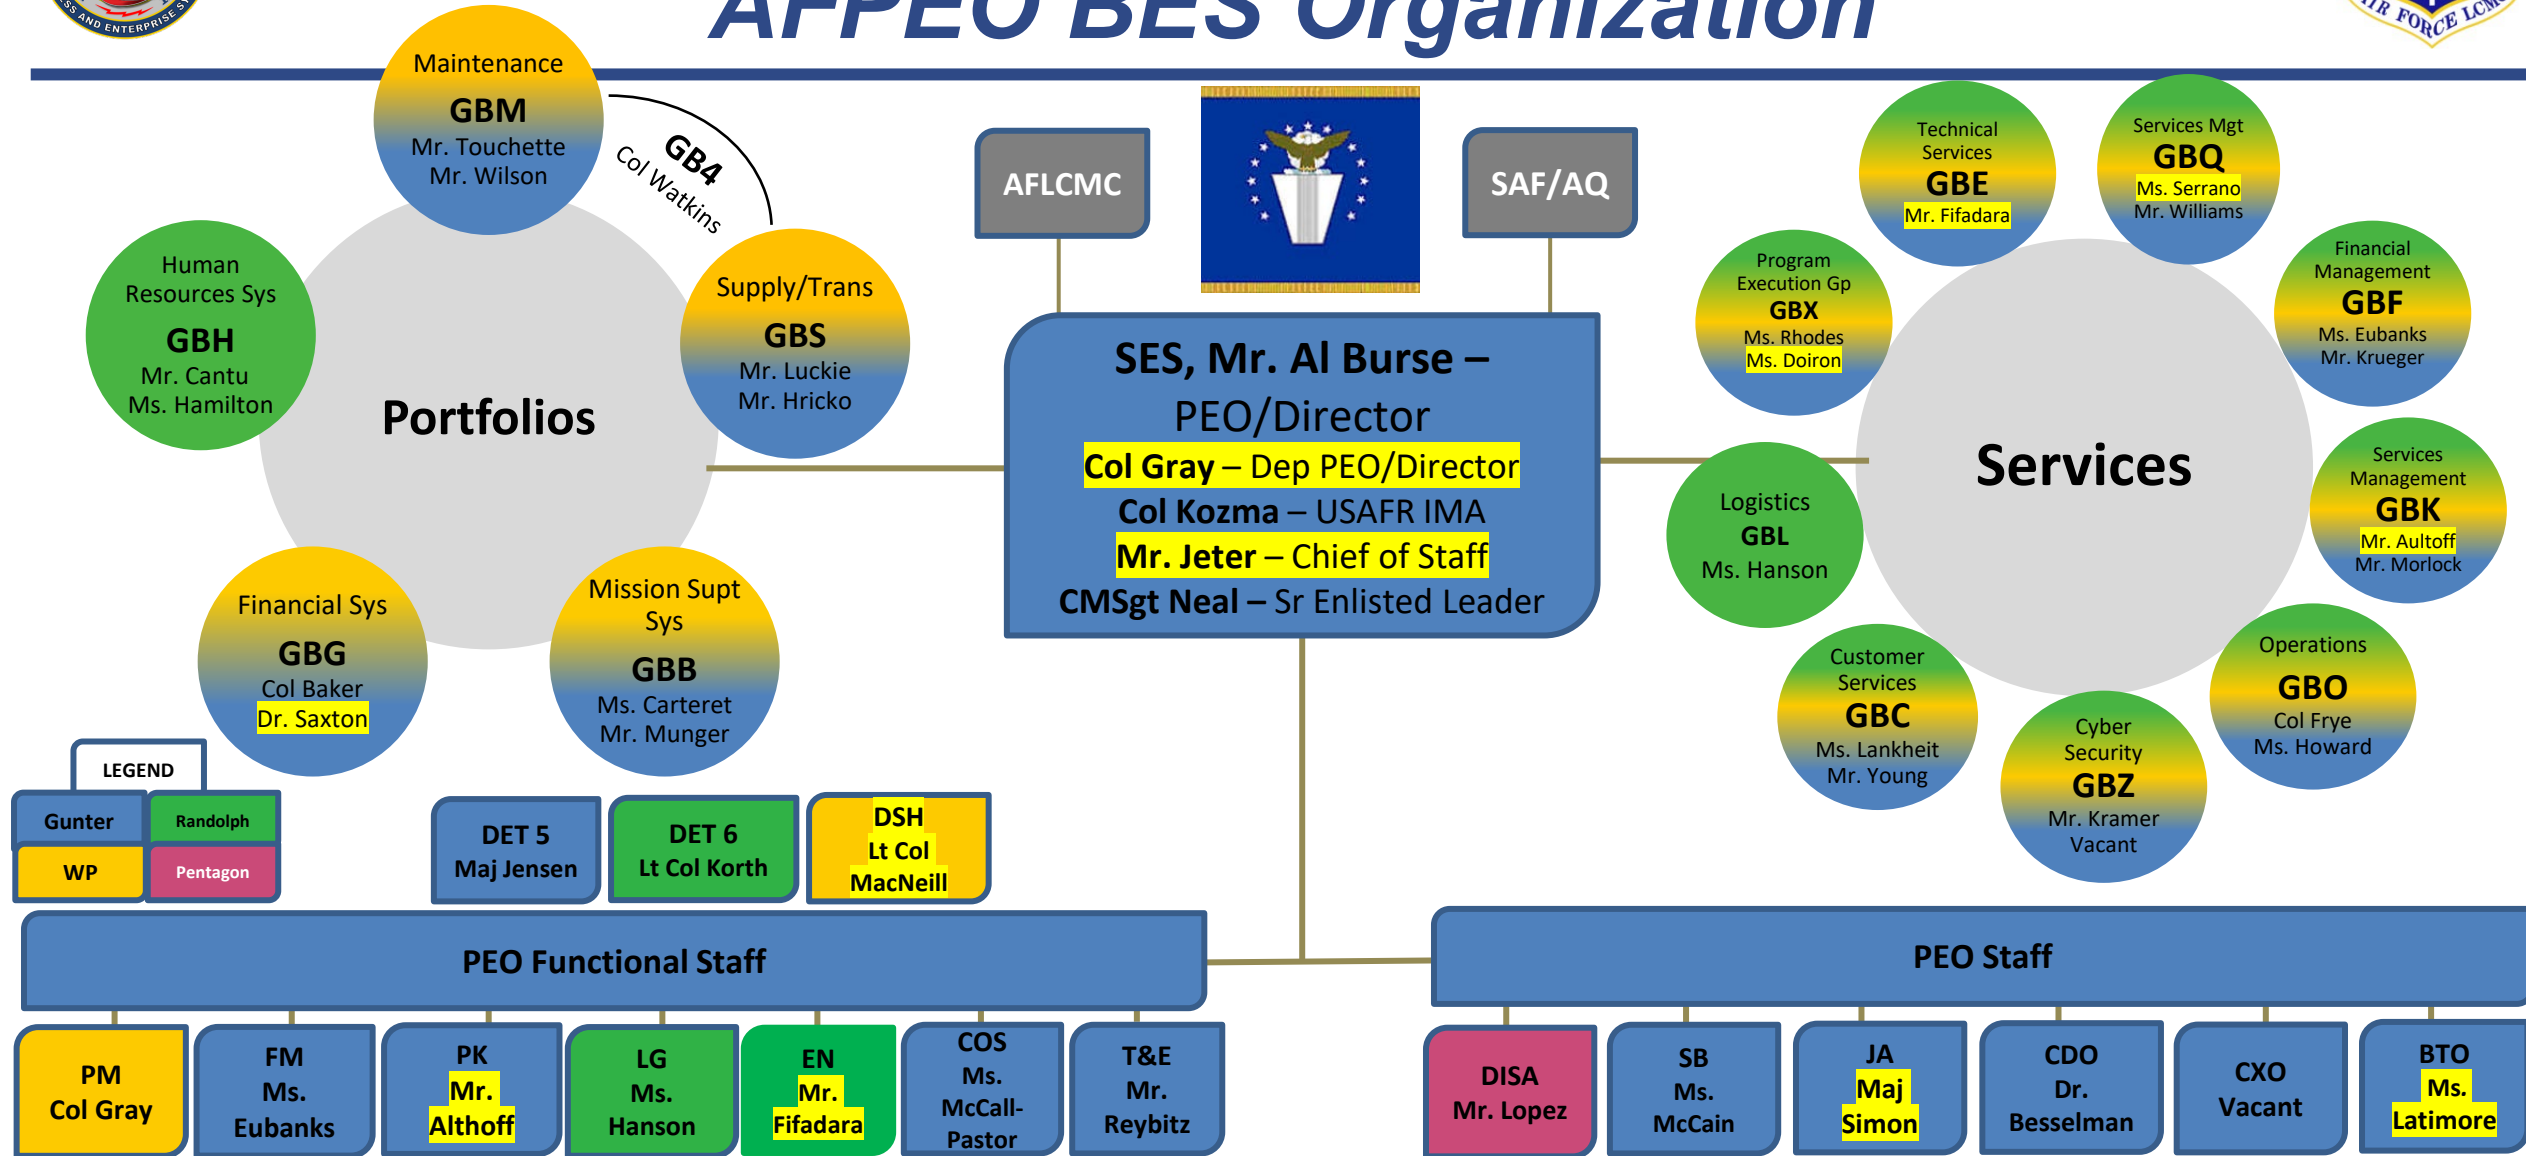 AFPEO BES Organization
ESS AND ENTERPRISE SY
AIR FORCE LCMC
Maintenance
GBM
Mr. Touchette
Mr. Wilson
GB4
Col Watkins
Human
Resources Sys
GBH
Mr. Cantu
Ms. Hamilton
Supply/Trans
GBS
Mr. Luckie
Mr. Hricko
Portfolios
Financial Sys
GBG
Col Baker
Dr. Saxton
Mission Supt
Sys
GBB
Ms. Carteret
Mr. Munger
AFLCMC
SAF/AQ
SES, Mr. Al Burse –
PEO/Director
Col Gray – Dep PEO/Director
Col Kozma – USAFR IMA
Mr. Jeter – Chief of Staff
CMSgt Neal – Sr Enlisted Leader
Technical
Services
GBE
Mr. Fifadara
Services Mgt
GBQ
Ms. Serrano
Mr. Williams
Program
Execution Gp
GBX
Ms. Rhodes
Ms. Doiron
Financial
Management
GBF
Ms. Eubanks
Mr. Krueger
Services
Logistics
GBL
Ms. Hanson
Services
Management
GBK
Mr. Aultoff
Mr. Morlock
Customer
Services
GBC
Ms. Lankheit
Mr. Young
Cyber
Security
GBZ
Mr. Kramer
Vacant
Operations
GBO
Col Frye
Ms. Howard
LEGEND
Gunter
Randolph
WP
Pentagon
DET 5
Maj Jensen
DET 6
Lt Col Korth
DSH
Lt Col
MacNeill
PEO Functional Staff
PM
Col Gray
FM
Ms.
Eubanks
PK
Mr.
Althoff
LG
Ms.
Hanson
EN
Mr.
Fifadara
COS
Ms.
McCall-
Pastor
T&E
Mr.
Reybitz
PEO Staff
DISA
Mr. Lopez
SB
Ms.
McCain
JA
Maj
Simon
CDO
Dr.
Besselman
CXO
Vacant
BTO
Ms.
Latimore